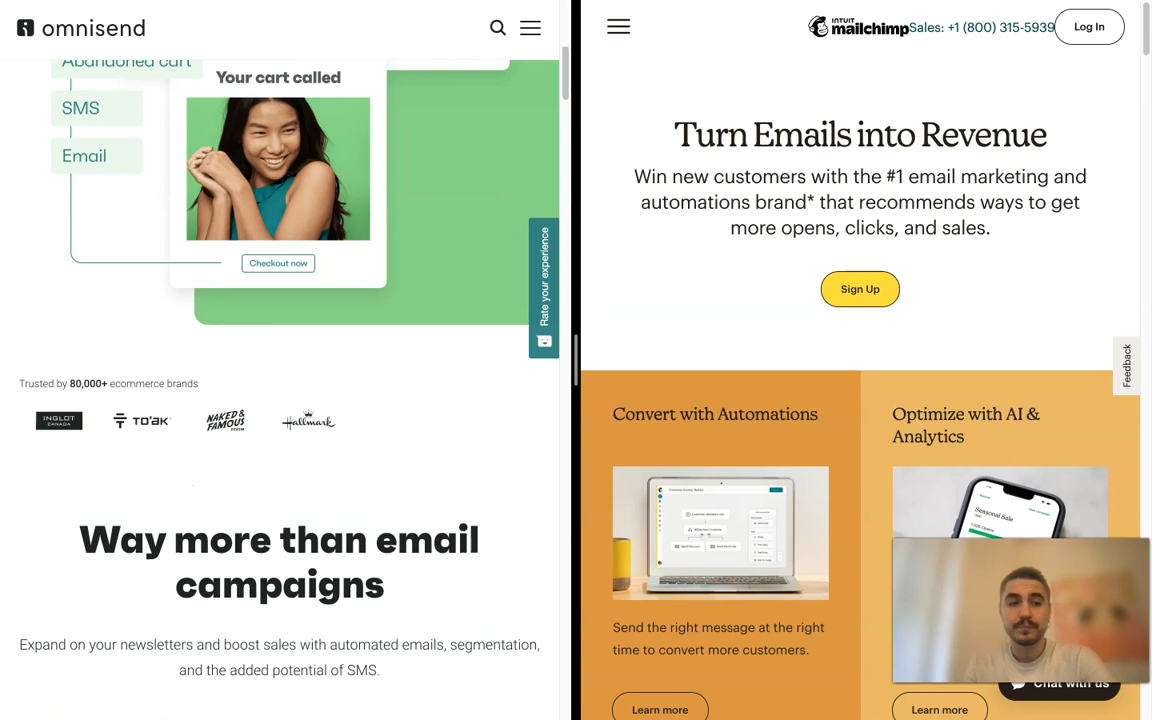 omnisend
Abandoned cart
SMS
Email
Your cart called
Checkout now
Rate your experience
Trusted by 80,000+ ecommerce brands
INGLOT
CANADA
TO'AK
NAKED &
FAMOUS
DENIM
Hallmark
Way more than email
campaigns
Expand on your newsletters and boost sales with automated emails, segmentation,
and the added potential of SMS.
INTUIT
mailchimp
Sales: +1 (800) 315-5939
Log In
Turn Emails into Revenue
Win new customers with the #1 email marketing and
automations brand* that recommends ways to get
more opens, clicks, and sales.
Sign Up
Feedback
Convert with Automations
Send the right message at the right
time to convert more customers.
Learn more
Optimize with AI &
Analytics
Seasonal Sale
Learn more
Chat with us